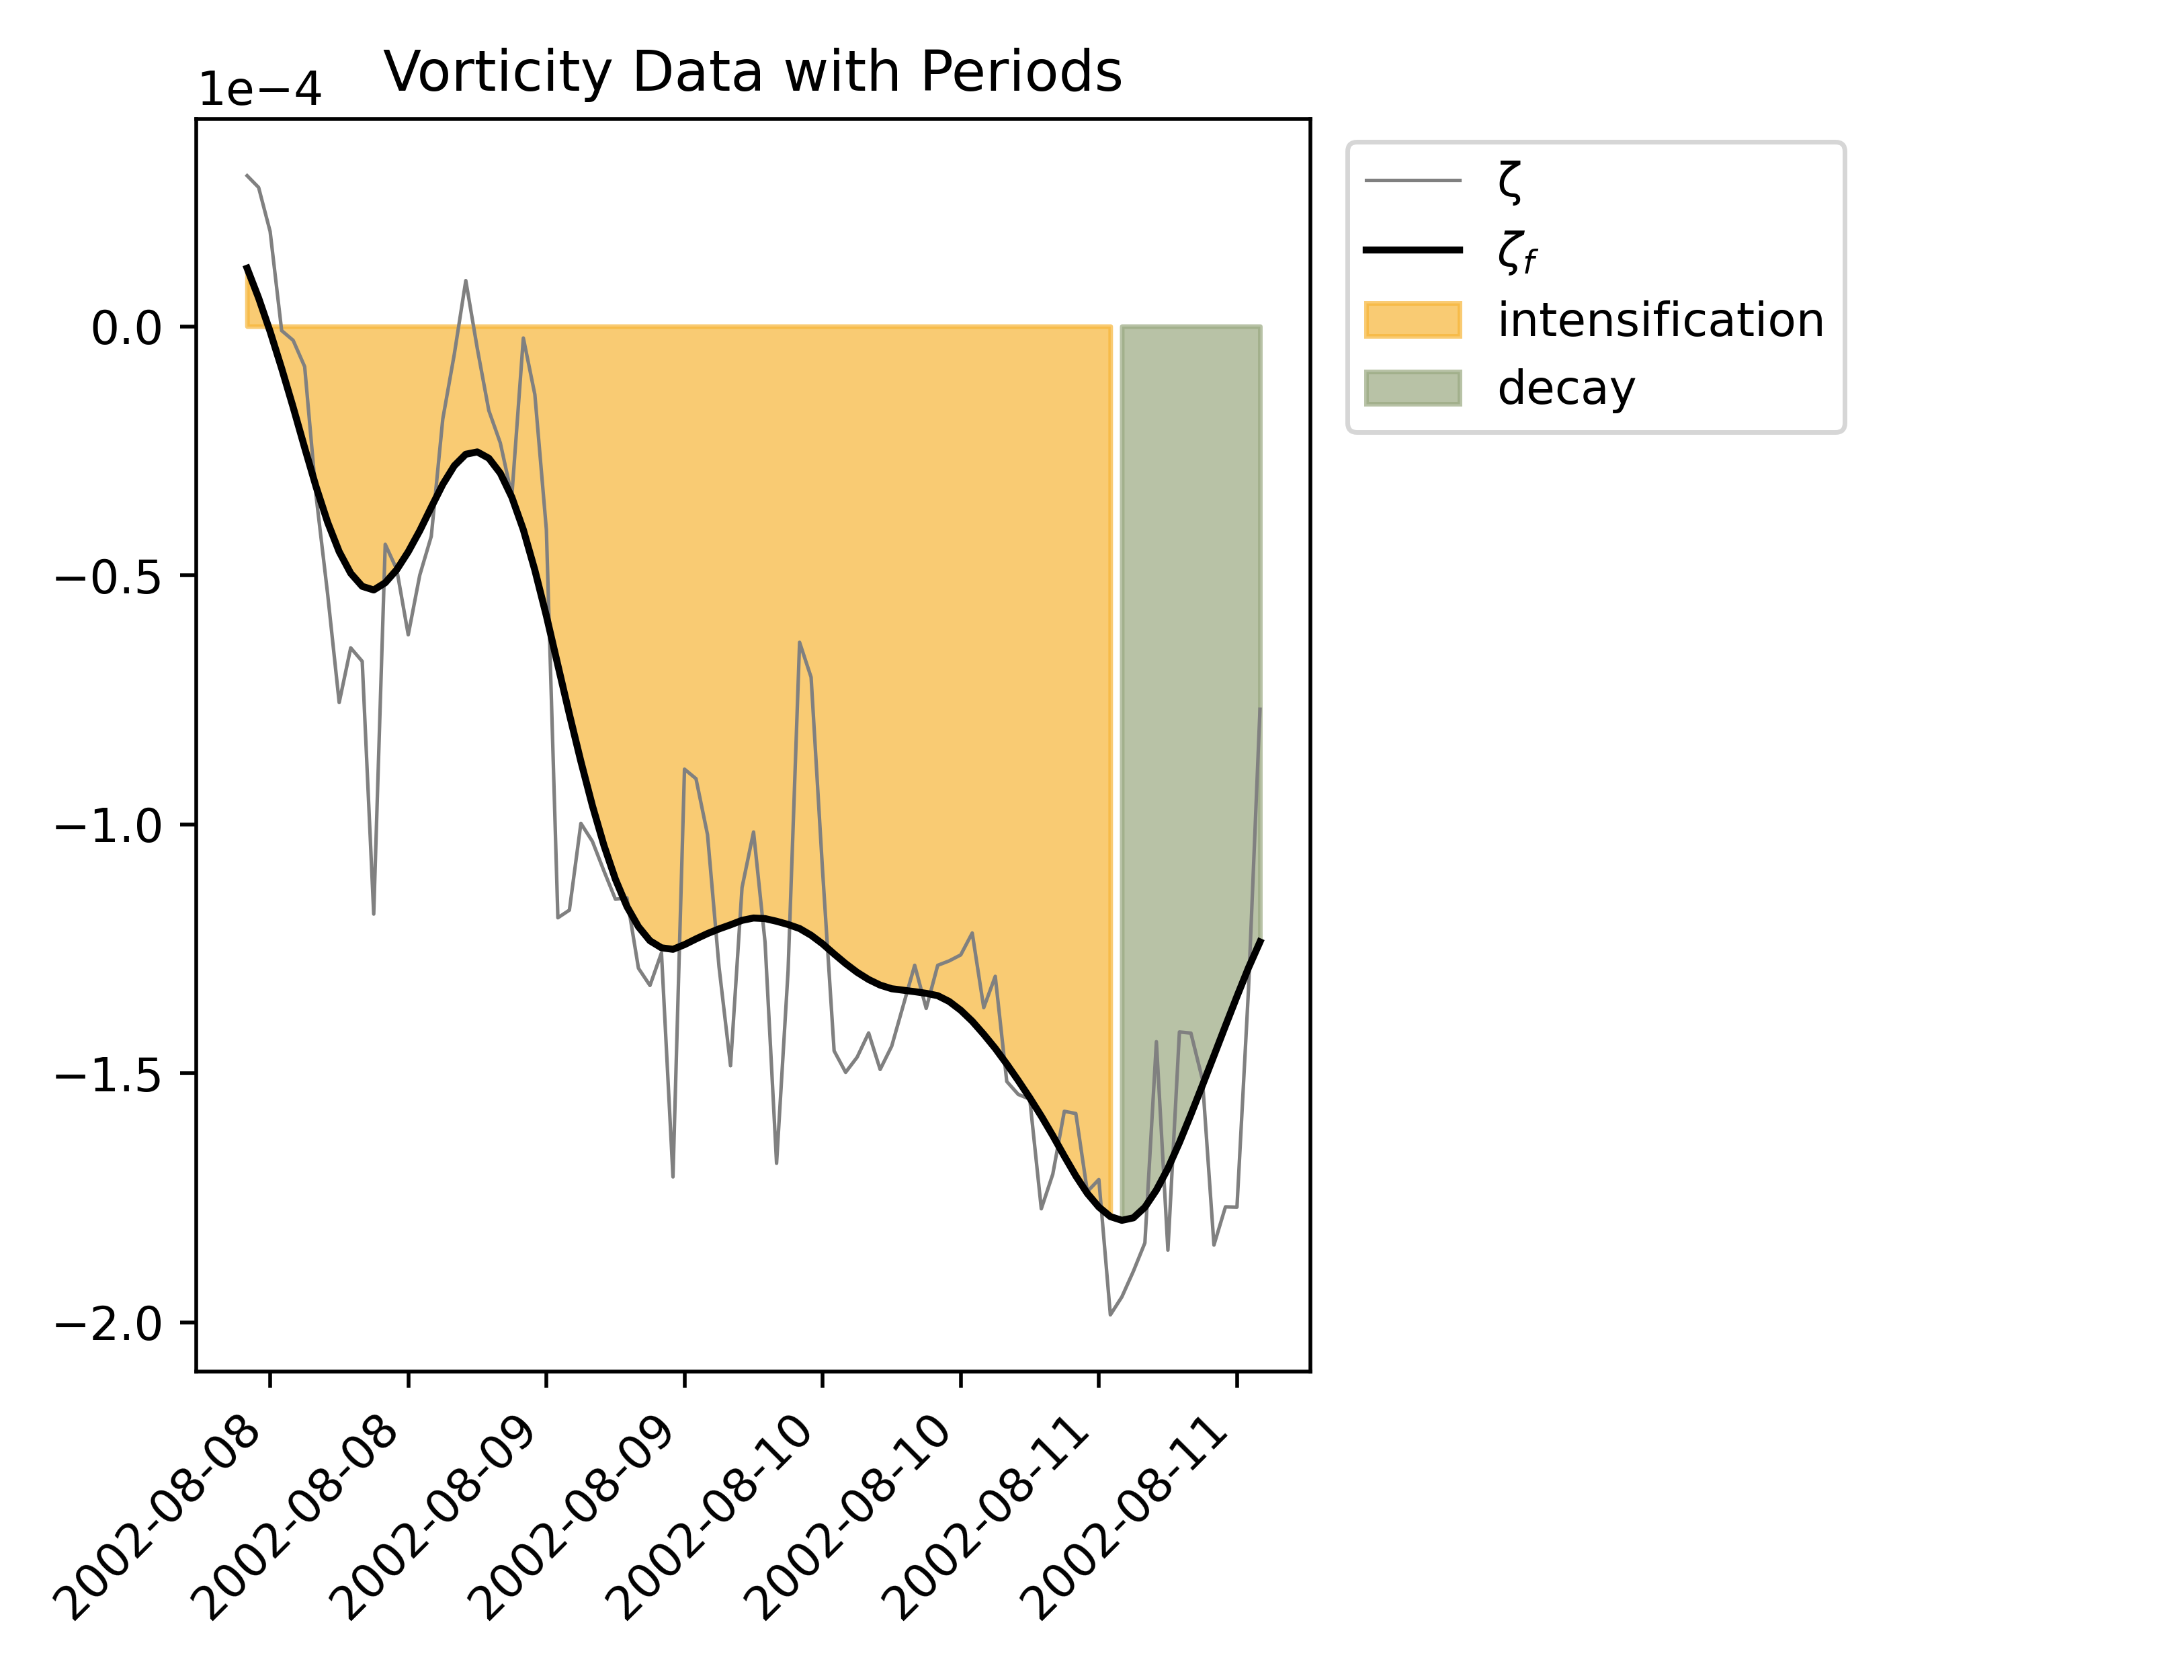 Vorticity Data with Periods
1e−4
0.0
−0.5
−1.0
−1.5
−2.0
2002-08-08
2002-08-08
2002-08-09
2002-08-09
2002-08-10
2002-08-10
2002-08-11
2002-08-11
ζ
ζf
intensification
decay